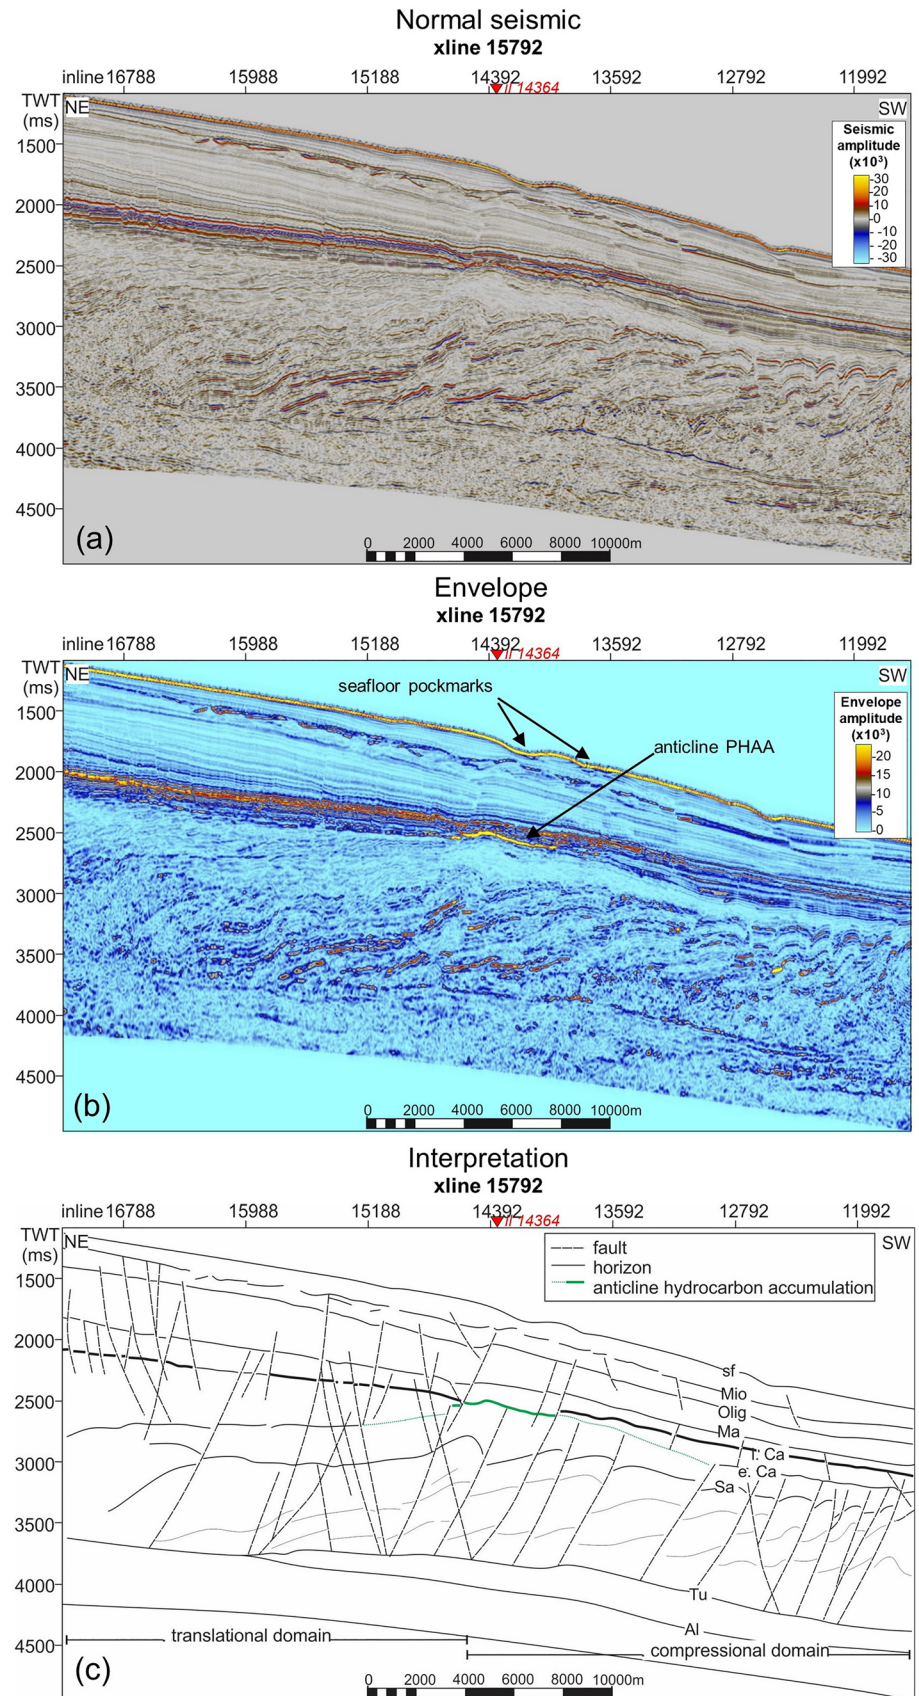 Normal seismic
xline 15792
inline 16788 15988 15188 14392 13592 12792 11992
il 14364
TWT
(ms)
NE
SW
Seismic
amplitude
(x10³)
30
20
10
0
-10
-20
-30
1500
2000
2500
3000
3500
4000
4500
(a)
0 2000 4000 6000 8000 10000m
Envelope
xline 15792
inline 16788 15988 15188 14392 13592 12792 11992
il 14364
TWT
(ms)
NE
SW
seafloor pockmarks
anticline PHAA
Envelope
amplitude
(x10³)
20
15
10
5
0
1500
2000
2500
3000
3500
4000
4500
(b)
0 2000 4000 6000 8000 10000m
Interpretation
xline 15792
inline 16788 15988 15188 14392 13592 12792 11992
il 14364
TWT
(ms)
NE
SW
fault
horizon
anticline hydrocarbon accumulation
1500
2000
2500
3000
3500
4000
4500
sf
Mio
Olig
Ma
l. Ca
e. Ca
Sa
Tu
Al
translational domain
compressional domain
(c)
0 2000 4000 6000 8000 10000m